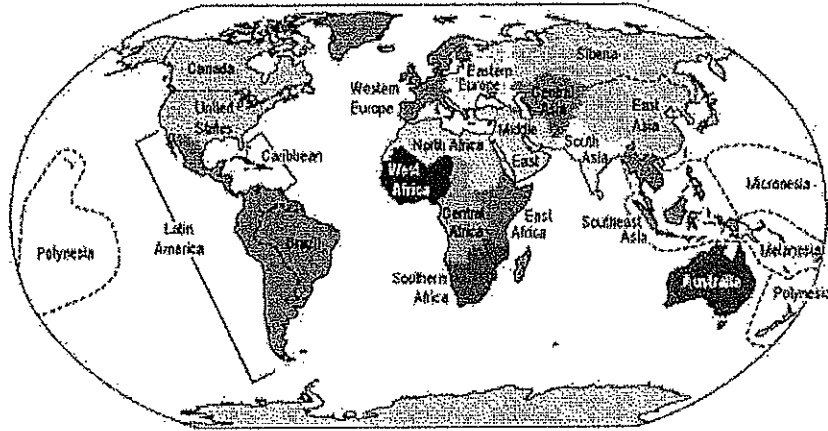 Canada
United
States
Caribbean
Latin
America
Brazil
Polynesia
Western
Europe
Eastern
Europe
Siberia
Central
Asia
East
Asia
Middle
East
South
Asia
North Africa
West
Africa
Central
Africa
East
Africa
Southern
Africa
Southeast
Asia
Micronesia
Melanesia
Australia
Polynesia